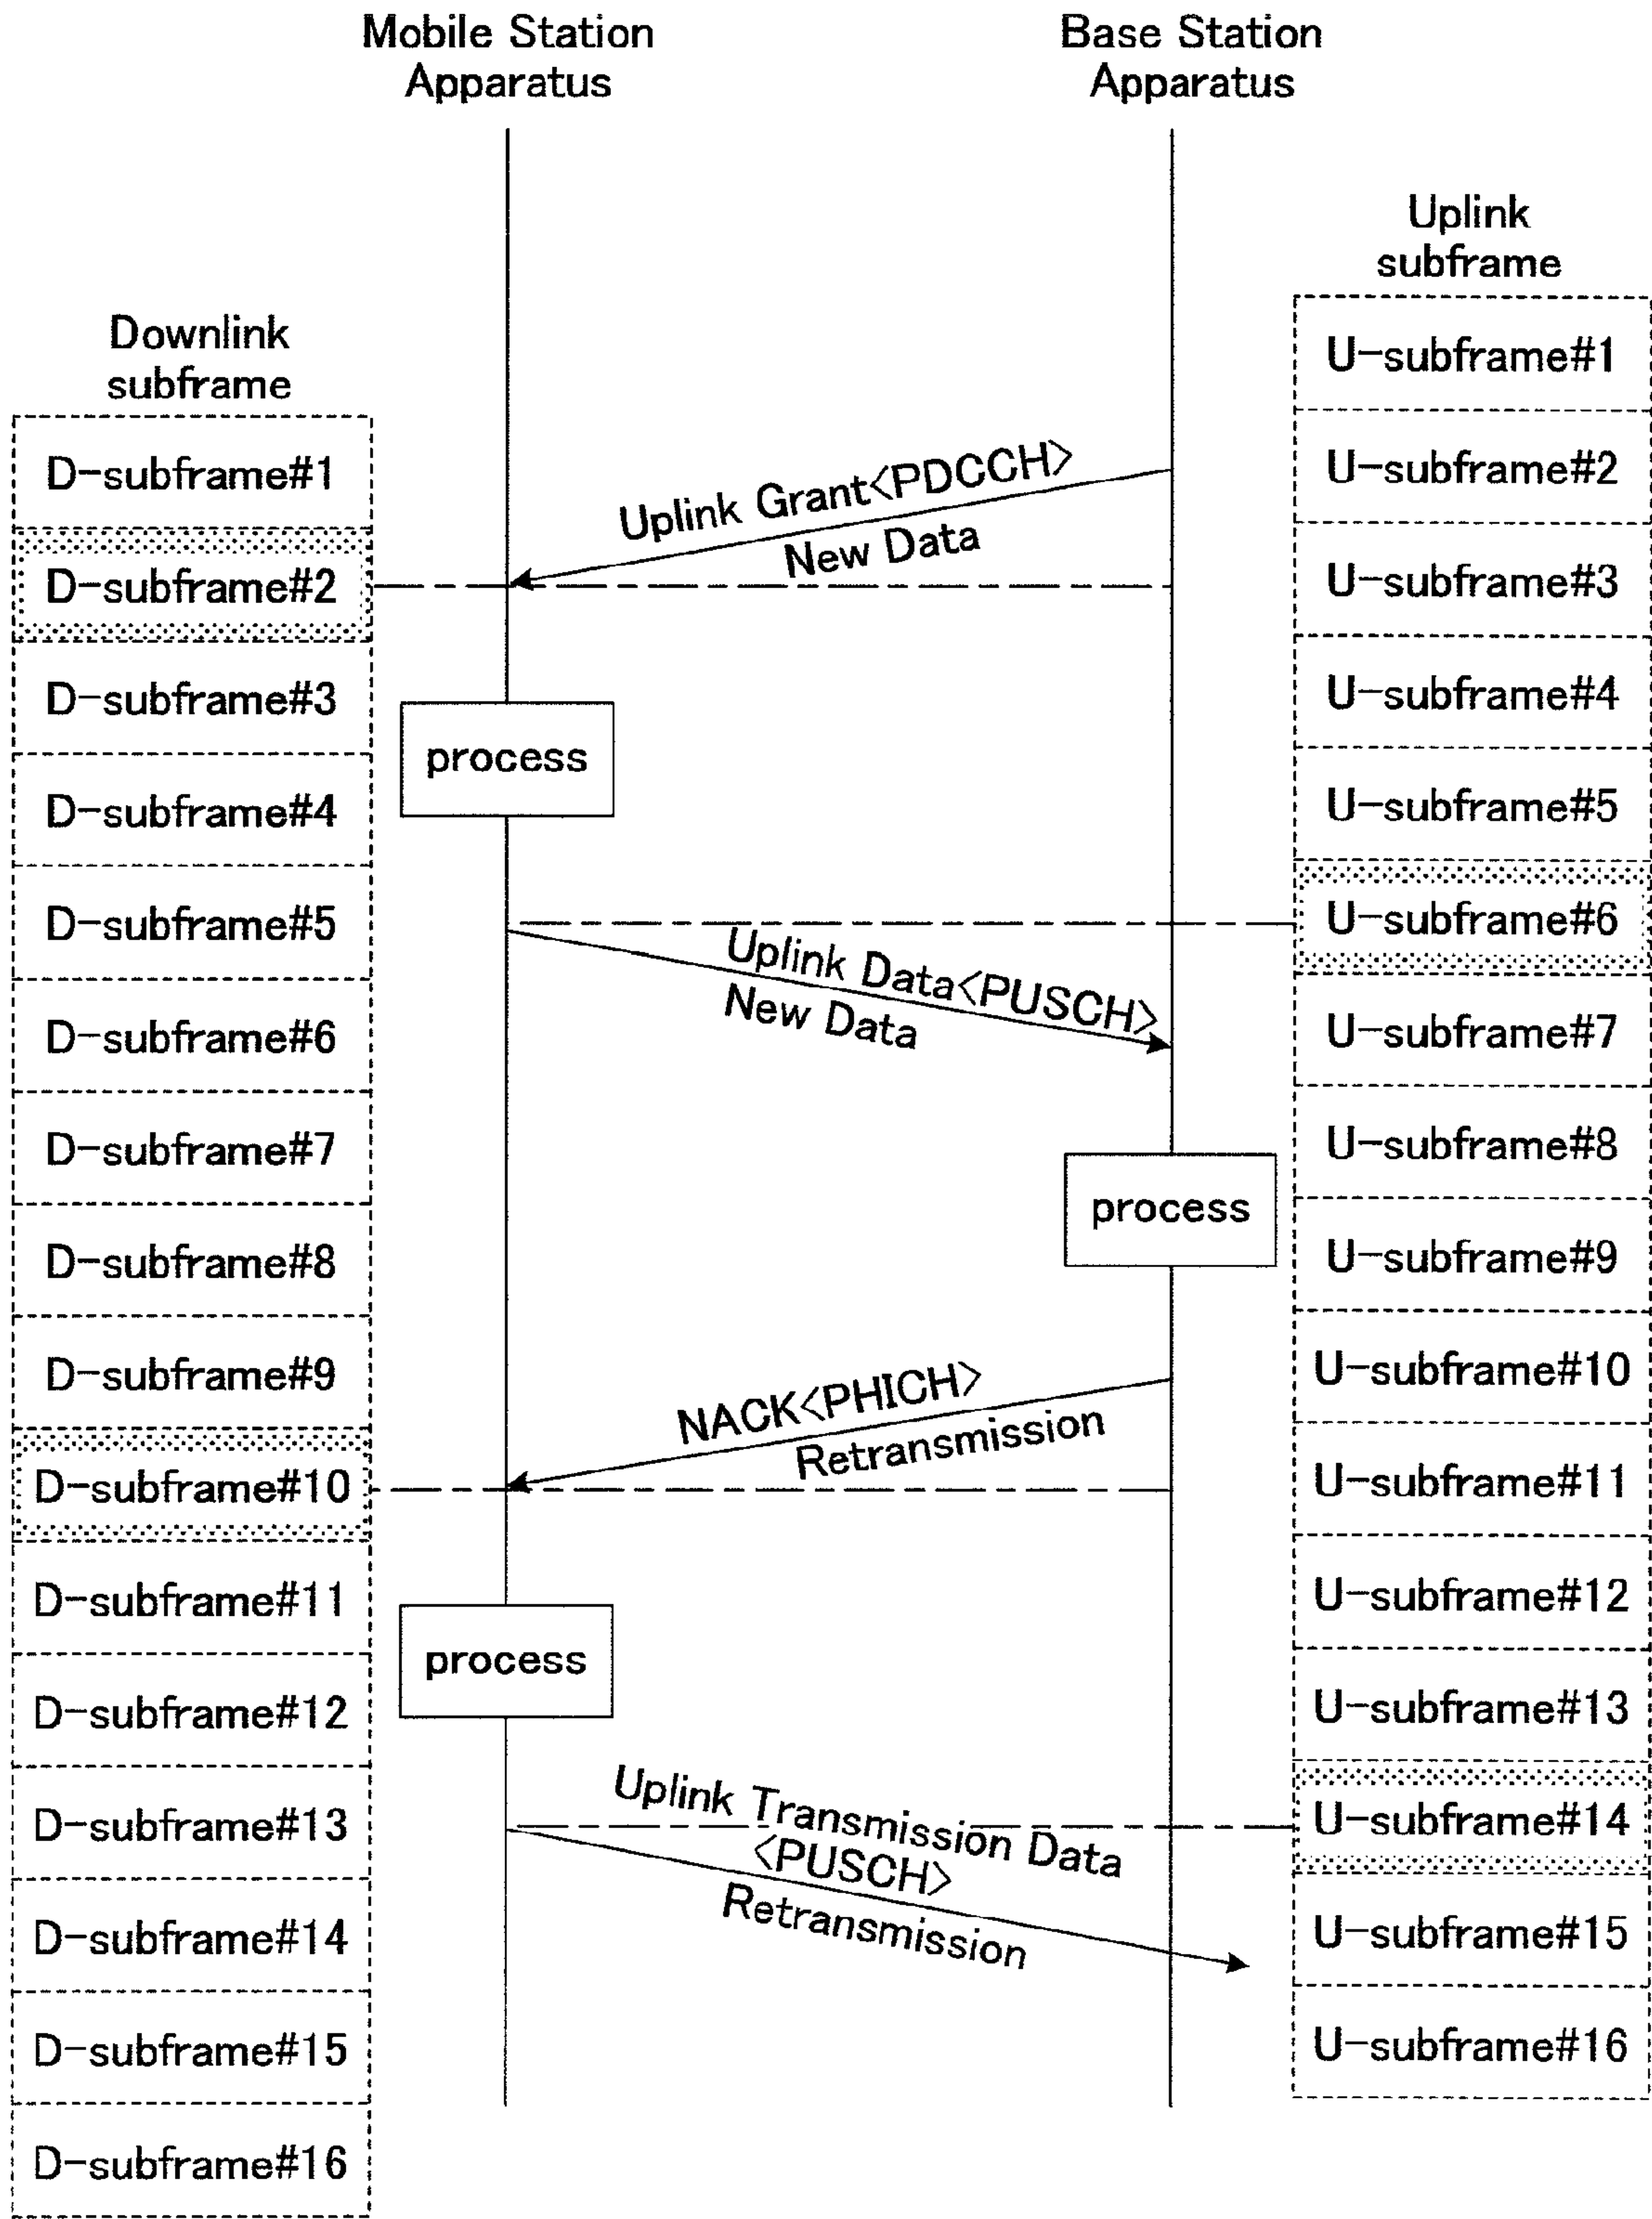 Mobile Station
Apparatus
Base Station
Apparatus
Uplink
subframe
Downlink
subframe
D-subframe#1
D-subframe#2
D-subframe#3
D-subframe#4
D-subframe#5
D-subframe#6
D-subframe#7
D-subframe#8
D-subframe#9
D-subframe#10
D-subframe#11
D-subframe#12
D-subframe#13
D-subframe#14
D-subframe#15
D-subframe#16
Uplink Grant<PDCCH>
New Data
process
Uplink Data<PUSCH>
New Data
process
NACK<PHICH>
Retransmission
process
Uplink Transmission Data
<PUSCH>
Retransmission
U-subframe#1
U-subframe#2
U-subframe#3
U-subframe#4
U-subframe#5
U-subframe#6
U-subframe#7
U-subframe#8
U-subframe#9
U-subframe#10
U-subframe#11
U-subframe#12
U-subframe#13
U-subframe#14
U-subframe#15
U-subframe#16